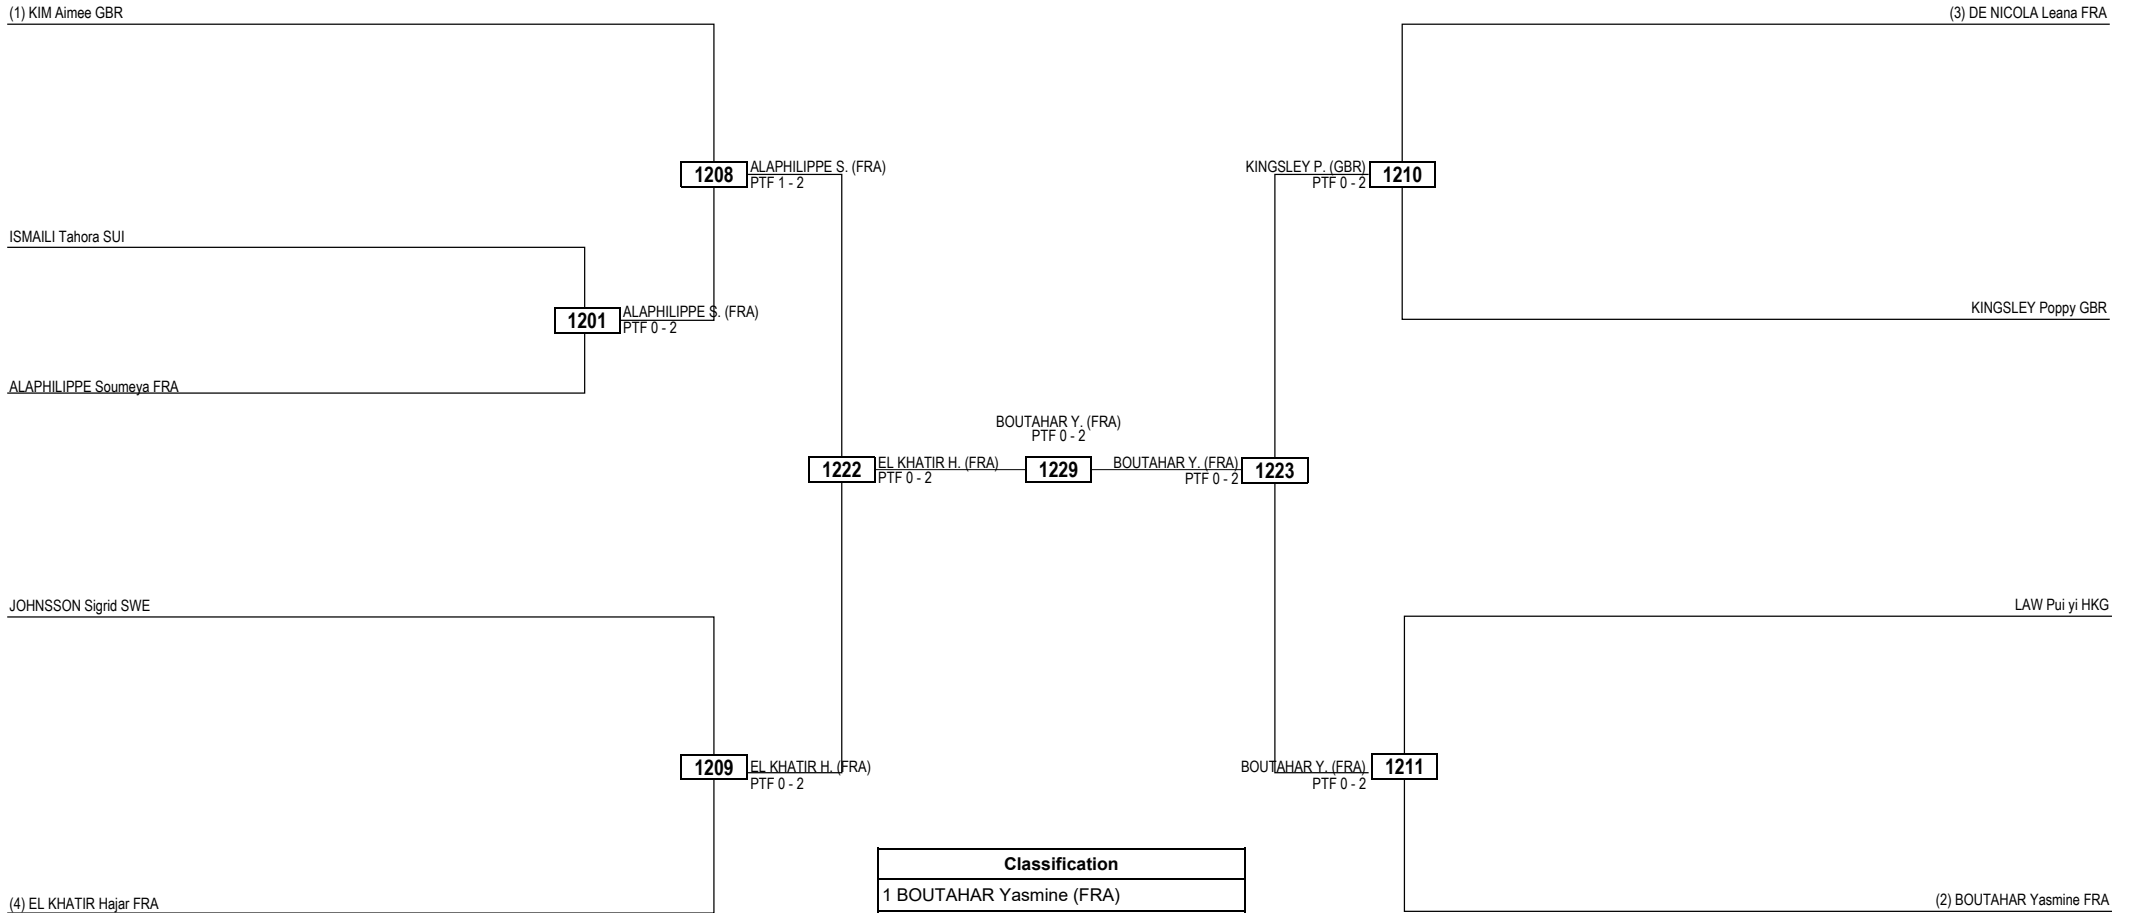 (1) KIM Aimee GBR
(3) DE NICOLA Leana FRA
1208
ALAPHILIPPE S. (FRA)
PTF 1 - 2
KINGSLEY P. (GBR)
PTF 0 - 2
1210
ISMAILI Tahora SUI
1201
ALAPHILIPPE S. (FRA)
PTF 0 - 2
KINGSLEY Poppy GBR
ALAPHILIPPE Soumeya FRA
BOUTAHAR Y. (FRA)
PTF 0 - 2
1222
EL KHATIR H. (FRA)
PTF 0 - 2
1229
BOUTAHAR Y. (FRA)
PTF 0 - 2
1223
JOHNSSON Sigrid SWE
LAW Pui yi HKG
1209
EL KHATIR H. (FRA)
PTF 0 - 2
BOUTAHAR Y. (FRA)
PTF 0 - 2
1211
Classification
1 BOUTAHAR Yasmine (FRA)
(4) EL KHATIR Hajar FRA
(2) BOUTAHAR Yasmine FRA